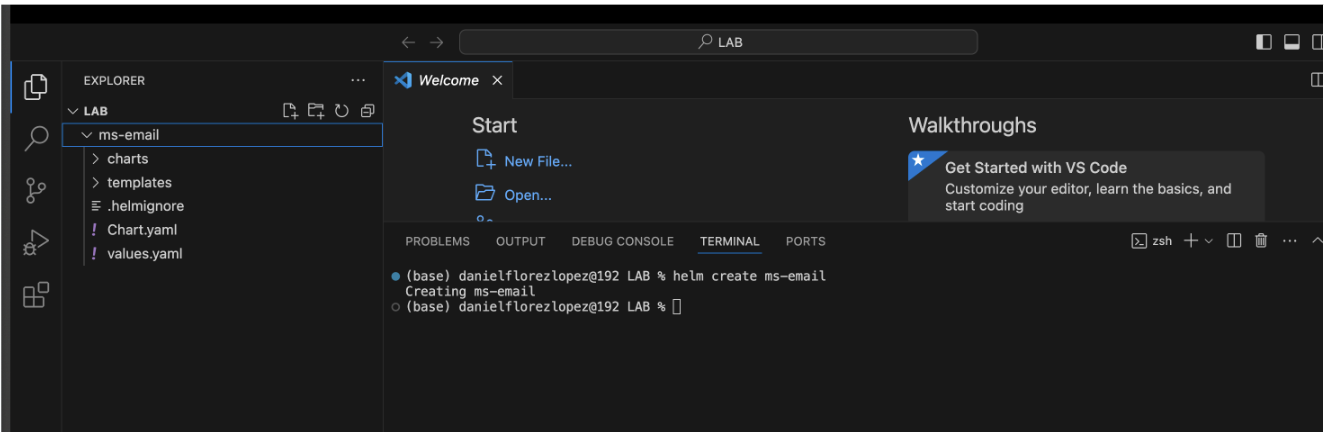 LAB
EXPLORER
LAB
ms-email
charts
templates
.helmignore
Chart.yaml
values.yaml
Welcome
Start
New File...
Open...
Walkthroughs
Get Started with VS Code
Customize your editor, learn the basics, and
start coding
PROBLEMS OUTPUT DEBUG CONSOLE TERMINAL PORTS
zsh
(base) danielflorezlopez@192 LAB % helm create ms-email
Creating ms-email
(base) danielflorezlopez@192 LAB %